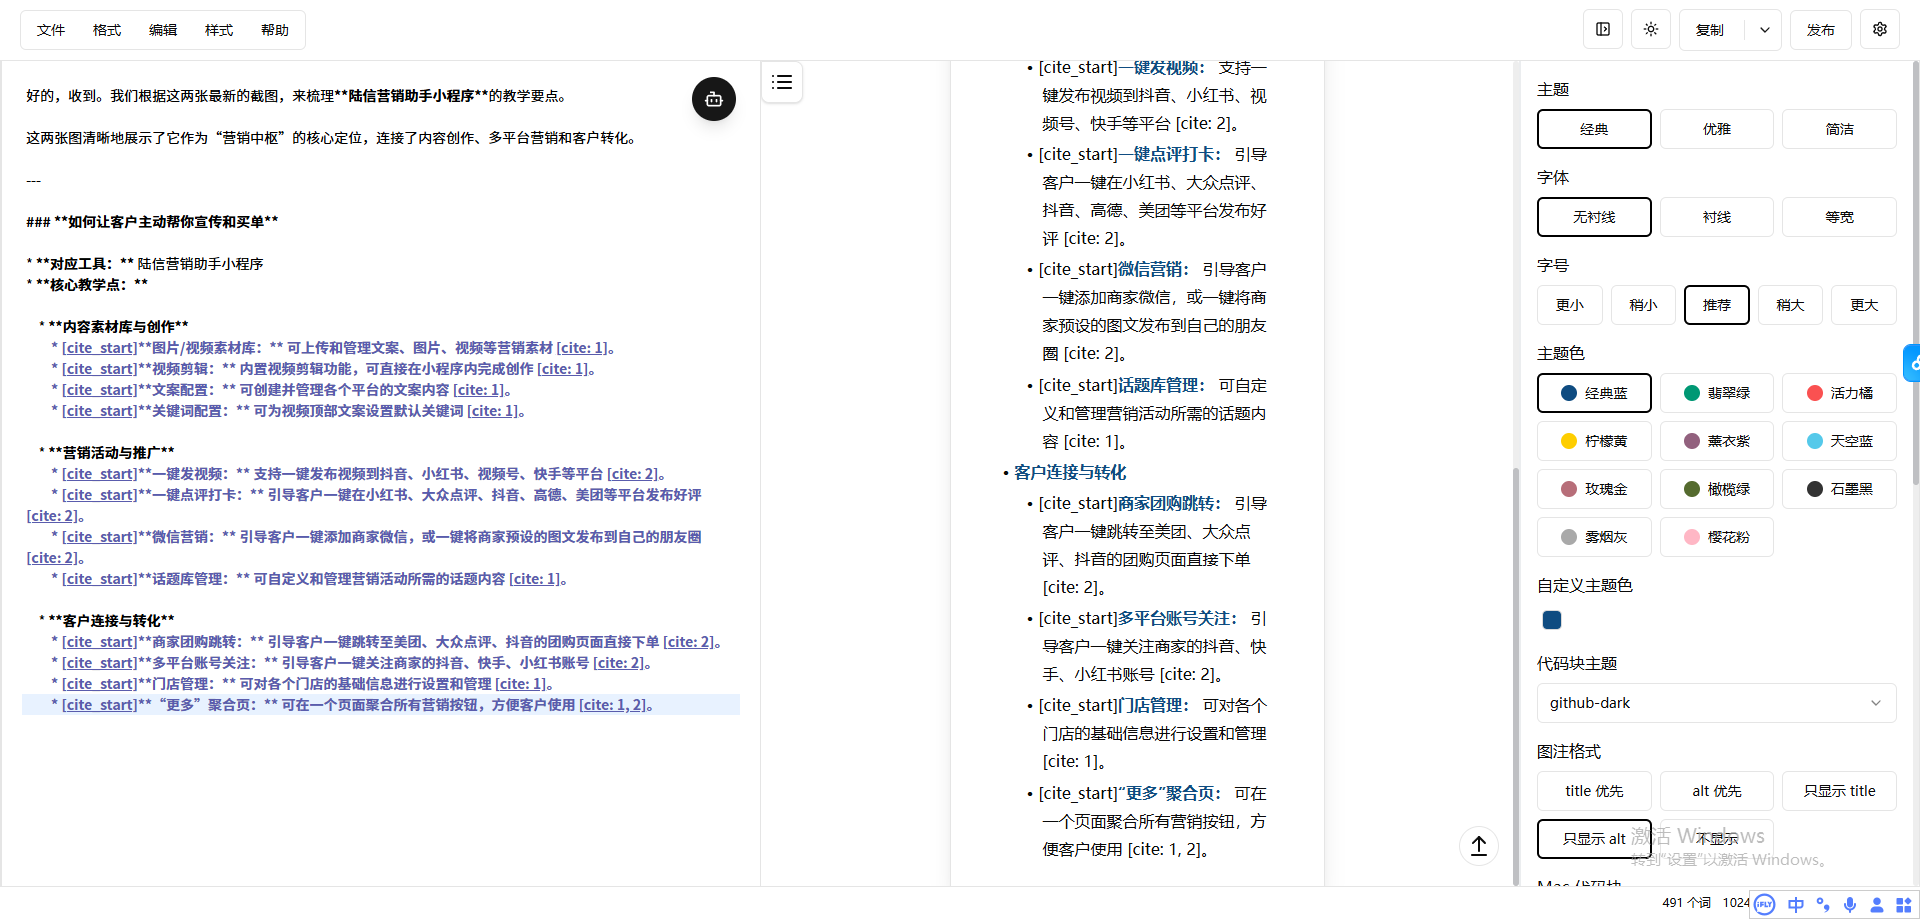 文件 格式 编辑 样式 帮助
复制 发布
好的，收到。我们根据这两张最新的截图，来梳理**陆信营销助手小程序**的教学要点。
这两张图清晰地展示了它作为“营销中枢”的核心定位，连接了内容创作、多平台营销和客户转化。
---
### **如何让客户主动帮你宣传和买单**
* **对应工具：** 陆信营销助手小程序
* **核心教学点：**
* **内容素材库与创作**
* [cite_start]**图片/视频素材库：** 可上传和管理文案、图片、视频等营销素材 [cite: 1]。
* [cite_start]**视频剪辑：** 内置视频剪辑功能，可直接在小程序内完成创作 [cite: 1]。
* [cite_start]**文案配置：** 可创建并管理各个平台的文案内容 [cite: 1]。
* [cite_start]**关键词配置：** 可为视频顶部文案设置默认关键词 [cite: 1]。
* **营销活动与推广**
* [cite_start]**一键发视频：** 支持一键发布视频到抖音、小红书、视频号、快手等平台 [cite: 2]。
* [cite_start]**一键点评打卡：** 引导客户一键在小红书、大众点评、抖音、高德、美团等平台发布好评
[cite: 2]。
* [cite_start]**微信营销：** 引导客户一键添加商家微信，或一键将商家预设的图文发布到自己的朋友圈
[cite: 2]。
* [cite_start]**话题库管理：** 可自定义和管理营销活动所需的话题内容 [cite: 1]。
* **客户连接与转化**
* [cite_start]**商家团购跳转：** 引导客户一键跳转至美团、大众点评、抖音的团购页面直接下单 [cite: 2]。
* [cite_start]**多平台账号关注：** 引导客户一键关注商家的抖音、快手、小红书账号 [cite: 2]。
* [cite_start]**门店管理：** 可对各个门店的基础信息进行设置和管理 [cite: 1]。
* [cite_start]**“更多”聚合页：** 可在一个页面聚合所有营销按钮，方便客户使用 [cite: 1, 2]。
• [cite_start]一键发视频： 支持一
键发布视频到抖音、小红书、视
频号、快手等平台 [cite: 2]。
• [cite_start]一键点评打卡： 引导
客户一键在小红书、大众点评、
抖音、高德、美团等平台发布好
评 [cite: 2]。
• [cite_start]微信营销： 引导客户
一键添加商家微信，或一键将商
家预设的图文发布到自己的朋友
圈 [cite: 2]。
• [cite_start]话题库管理： 可自定
义和管理营销活动所需的话题内
容 [cite: 1]。
• 客户连接与转化
• [cite_start]商家团购跳转： 引导
客户一键跳转至美团、大众点
评、抖音的团购页面直接下单
[cite: 2]。
• [cite_start]多平台账号关注： 引
导客户一键关注商家的抖音、快
手、小红书账号 [cite: 2]。
• [cite_start]门店管理： 可对各个
门店的基础信息进行设置和管理
[cite: 1]。
• [cite_start]“更多”聚合页： 可在
一个页面聚合所有营销按钮，方
便客户使用 [cite: 1, 2]。
主题
经典 优雅 简洁
字体
无衬线 衬线 等宽
字号
更小 稍小 推荐 稍大 更大
主题色
经典蓝 翡翠绿 活力橘
柠檬黄 薰衣紫 天空蓝
玫瑰金 橄榄绿 石墨黑
雾烟灰 樱花粉
自定义主题色
代码块主题
github-dark
图注格式
title 优先 alt 优先 只显示 title
只显示 alt 不显示
激活 Windows
转到“设置”以激活 Windows。
Mac 代码块
491 个词 1024
iFLY 中